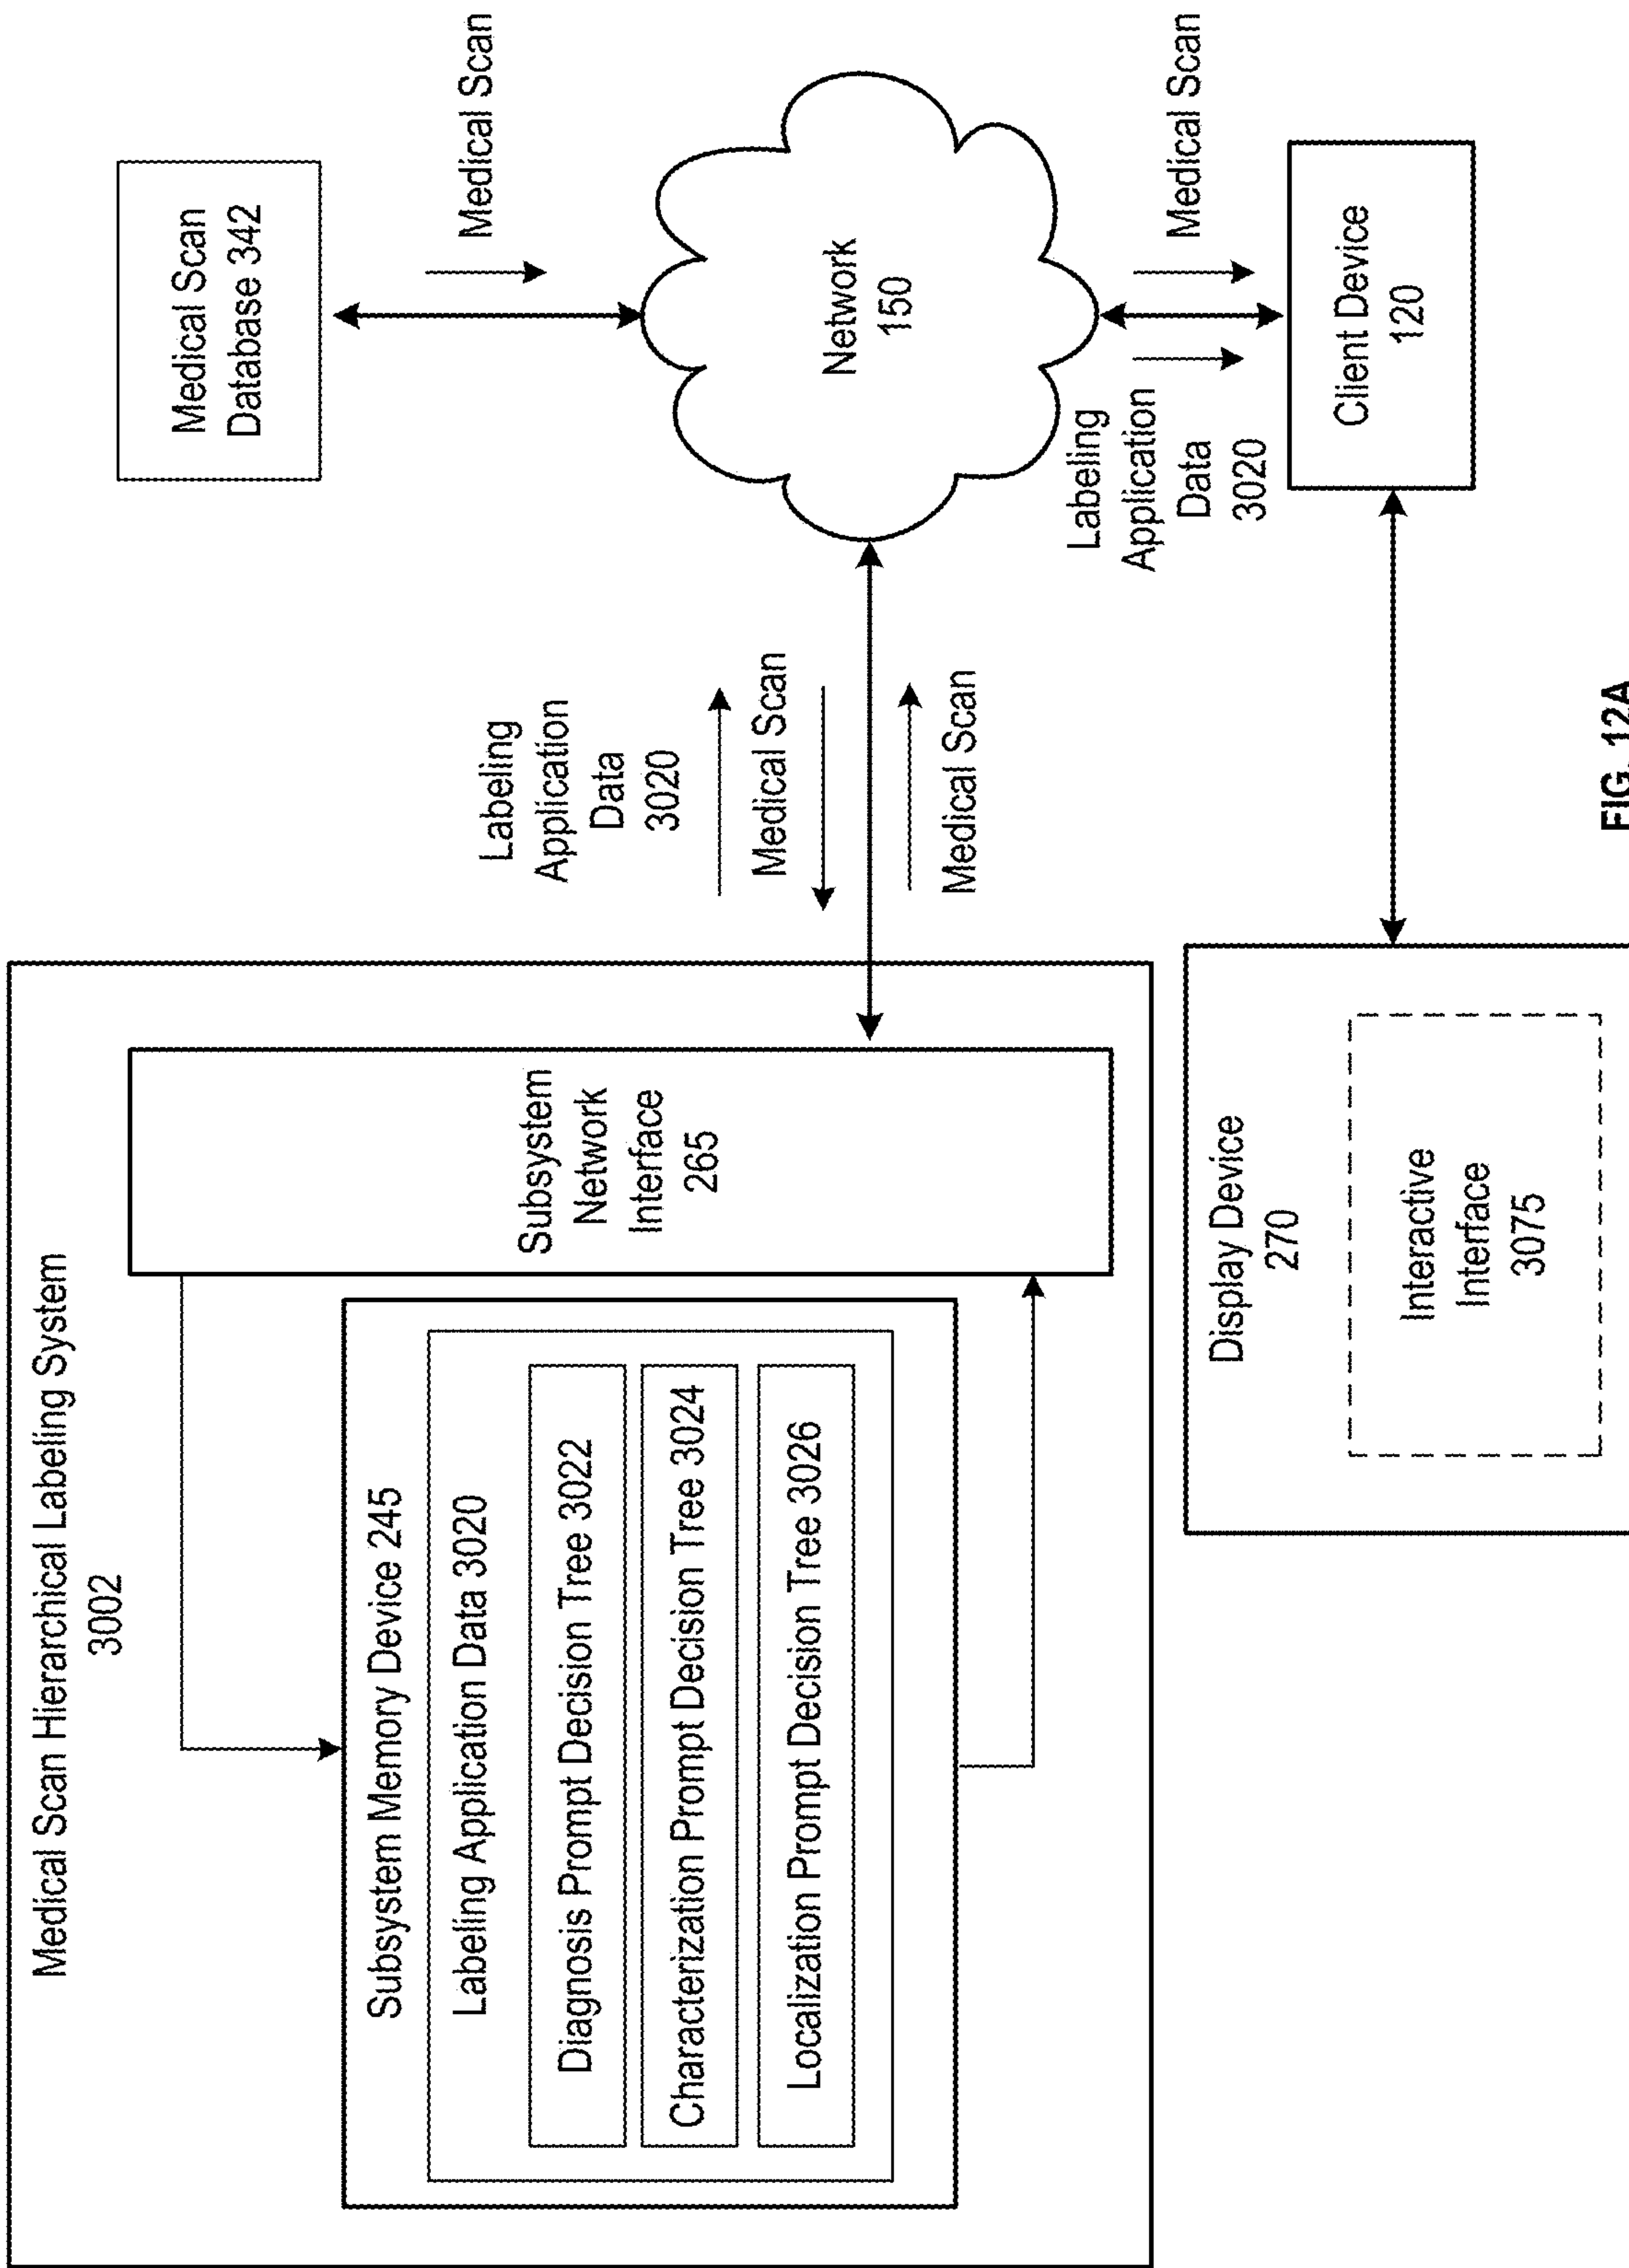 Medical Scan Hierarchical Labeling System
3002
Subsystem Memory Device 245
Labeling Application Data 3020
Diagnosis Prompt Decision Tree 3022
Characterization Prompt Decision Tree 3024
Localization Prompt Decision Tree 3026
Subsystem
Network
Interface
265
Labeling
Application
Data
3020
Medical Scan
Medical Scan
Medical Scan
Database 342
Medical Scan
Network
150
Labeling
Application
Data
3020
Medical Scan
Client Device
120
Display Device
270
Interactive
Interface
3075
FIG. 12A